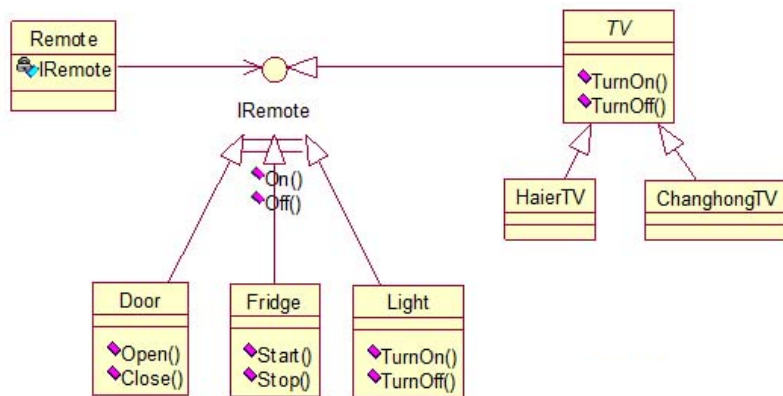 Remote
IRemote
IRemote
On()
Off()
TV
TurnOn()
TurnOff()
HaierTV
ChanghongTV
Door
Open()
Close()
Fridge
Start()
Stop()
Light
TurnOn()
TurnOff()